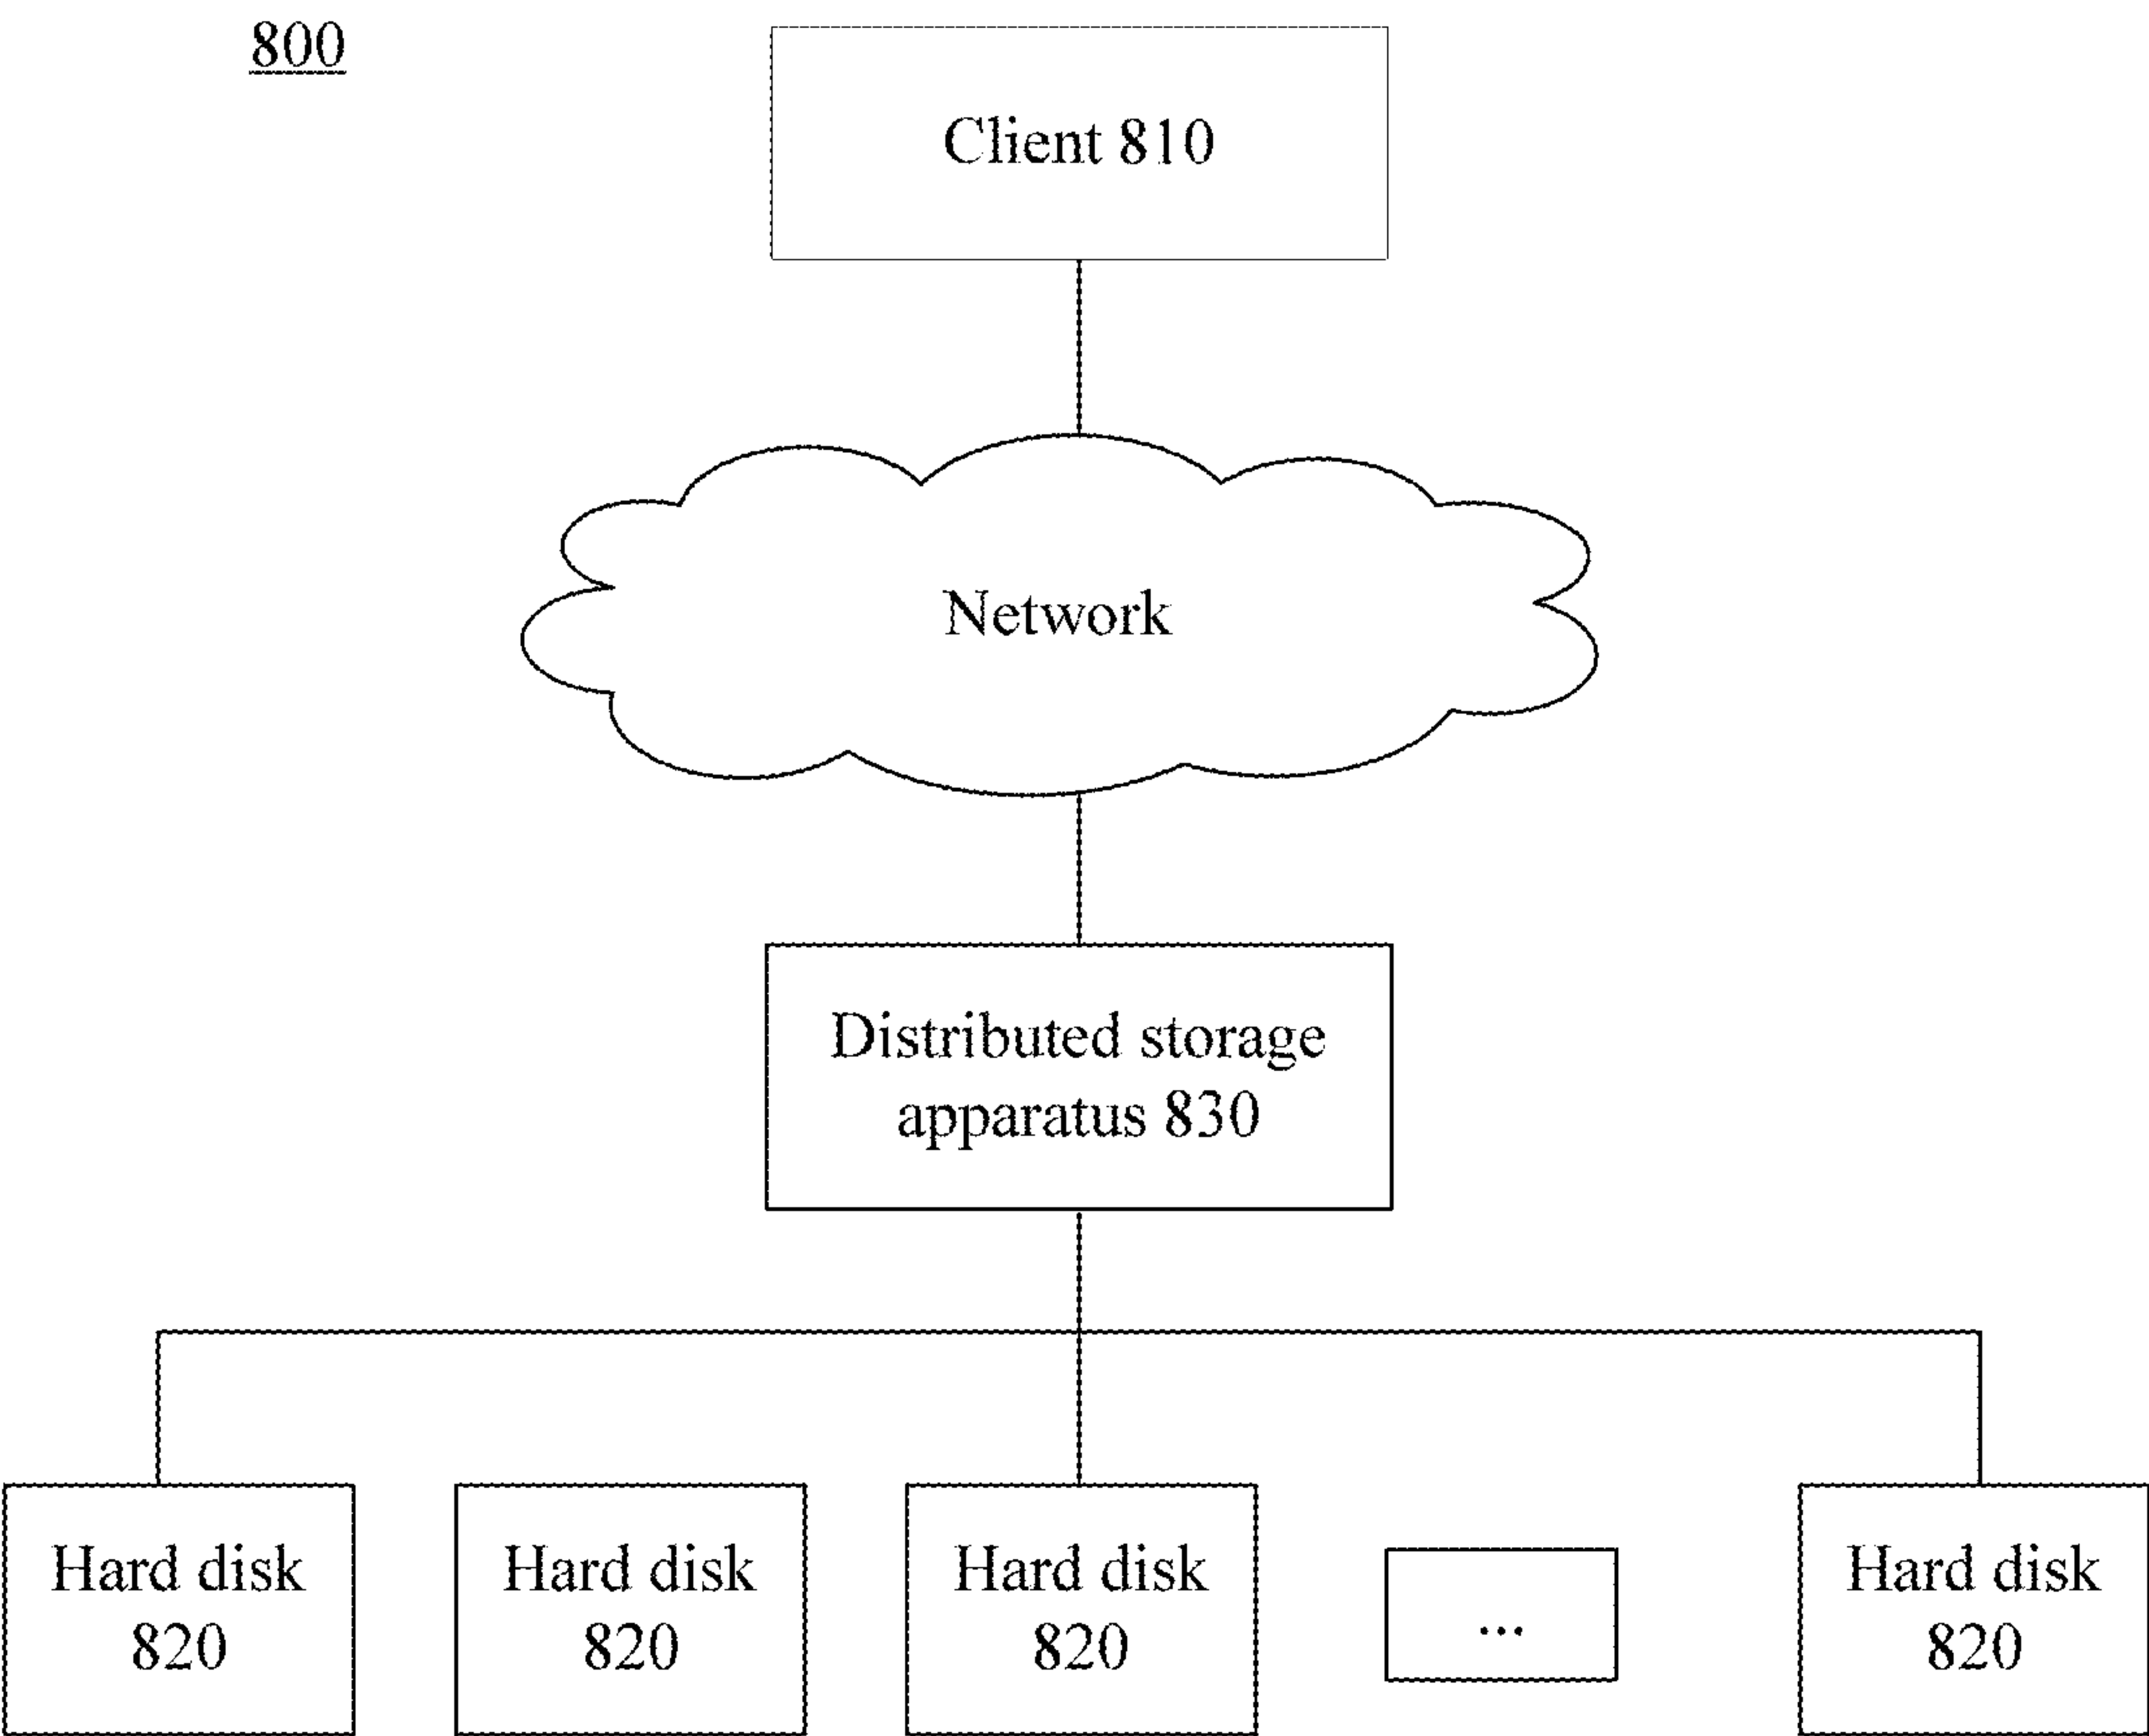 800
Client 810
Network
Distributed storage
apparatus 830
Hard disk
820
Hard disk
820
Hard disk
820
...
Hard disk
820